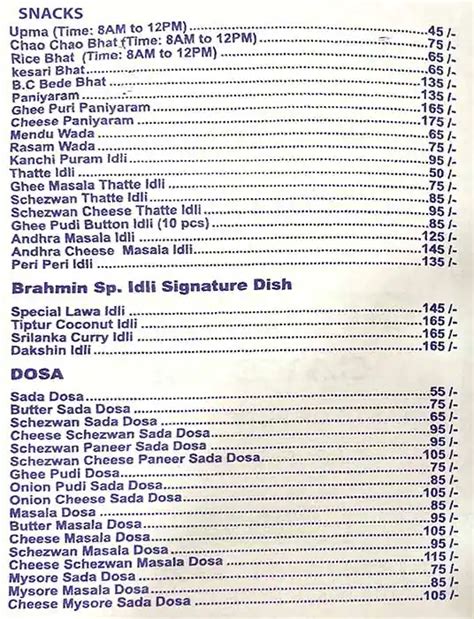 SNACKS
Upma (Time: 8AM to 12PM)..........45 /-
Chao Chao Bhat (Time: 8AM to 12PM)..........75 /-
Rice Bhat (Time: 8AM to 12PM)..........65 /-
kesari Bhat..........65 /-
B.C Bede Bhat..........135 /-
Paniyaram..........135 /-
Ghee Puri Paniyaram..........165 /-
Cheese Paniyaram..........175 /-
Mendu Wada..........65 /-
Rasam Wada..........75 /-
Kanchi Puram Idli..........95 /-
Thatte Idli..........50 /-
Ghee Masala Thatte Idli..........75 /-
Schezwan Thatte Idli..........85 /-
Schezwan Cheese Thatte Idli..........95 /-
Ghee Pudi Button Idli (10 pcs)..........85 /-
Andhra Masala Idli..........125 /-
Andhra Cheese Masala Idli..........145 /-
Peri Peri Idli..........135 /-
Brahmin Sp. Idli Signature Dish
Special Lawa Idli..........145 /-
Tiptur Coconut Idli..........165 /-
Srilanka Curry Idli..........165 /-
Dakshin Idli..........165 /-
DOSA
Sada Dosa..........55 /-
Butter Sada Dosa..........75 /-
Schezwan Sada Dosa..........65 /-
Cheese Schezwan Sada Dosa..........95 /-
Schezwan Paneer Sada Dosa..........95 /-
Schezwan Cheese Paneer Sada Dosa..........105 /-
Ghee Pudi Dosa..........75 /-
Onion Pudi Sada Dosa..........85 /-
Onion Cheese Sada Dosa..........105 /-
Masala Dosa..........85 /-
Butter Masala Dosa..........95 /-
Cheese Masala Dosa..........105 /-
Schezwan Masala Dosa..........95 /-
Cheese Schezwan Masala Dosa..........115 /-
Mysore Sada Dosa..........75 /-
Mysore Masala Dosa..........85 /-
Cheese Mysore Sada Dosa..........105 /-